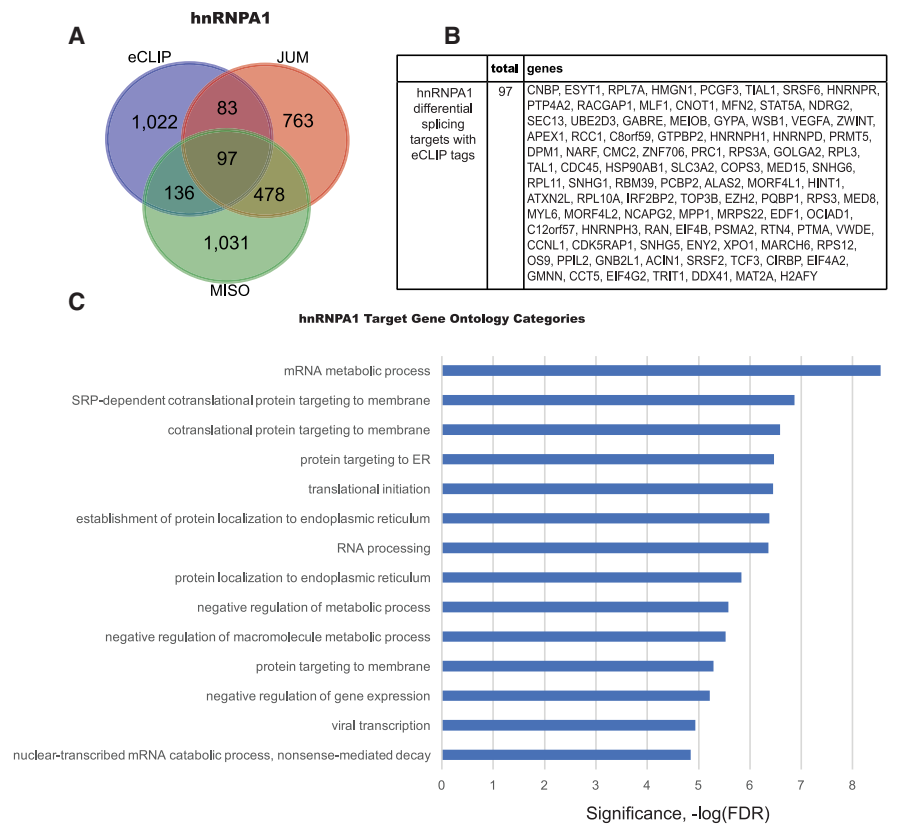 hnRNPA1
A
eCLIP
JUM
83
1,022
763
97
136
478
1,031
MISO
B
total genes
hnRNPA1
differential
splicing
targets with
eCLIP tags
97
CNBP, ESYT1, RPL7A, HMGN1, PCGF3, TIAL1, SRSF6, HNRNPR,
PTP4A2, RACGAP1, MLF1, CNOT1, MFN2, STAT5A, NDRG2,
SEC13, UBE2D3, GABRE, MEIOB, GYPA, WSB1, VEGFA, ZWINT,
APEX1, RCC1, C8orf59, GTPBP2, HNRNPH1, HNRNPD, PRMT5,
DPM1, NARF, CMC2, ZNF706, PRC1, RPS3A, GOLGA2, RPL3,
TAL1, CDC45, HSP90AB1, SLC3A2, COPS3, MED15, SNHG6,
RPL11, SNHG1, RBM39, PCBP2, ALAS2, MORF4L1, HINT1,
ATXN2L, RPL10A, IRF2BP2, TOP3B, EZH2, PQBP1, RPS3, MED8,
MYL6, MORF4L2, NCAPG2, MPP1, MRPS22, EDF1, OCIAD1,
C12orf57, HNRNPH3, RAN, EIF4B, PSMA2, RTN4, PTMA, VWDE,
CCNL1, CDK5RAP1, SNHG5, ENY2, XPO1, MARCH6, RPS12,
OS9, PPIL2, GNB2L1, ACIN1, SRSF2, TCF3, CIRBP, EIF4A2,
GMNN, CCT5, EIF4G2, TRIT1, DDX41, MAT2A, H2AFY
C
hnRNPA1 Target Gene Ontology Categories
mRNA metabolic process
SRP-dependent cotranslational protein targeting to membrane
cotranslational protein targeting to membrane
protein targeting to ER
translational initiation
establishment of protein localization to endoplasmic reticulum
RNA processing
protein localization to endoplasmic reticulum
negative regulation of metabolic process
negative regulation of macromolecule metabolic process
protein targeting to membrane
negative regulation of gene expression
viral transcription
nuclear-transcribed mRNA catabolic process, nonsense-mediated decay
0 1 2 3 4 5 6 7 8
Significance, -log(FDR)